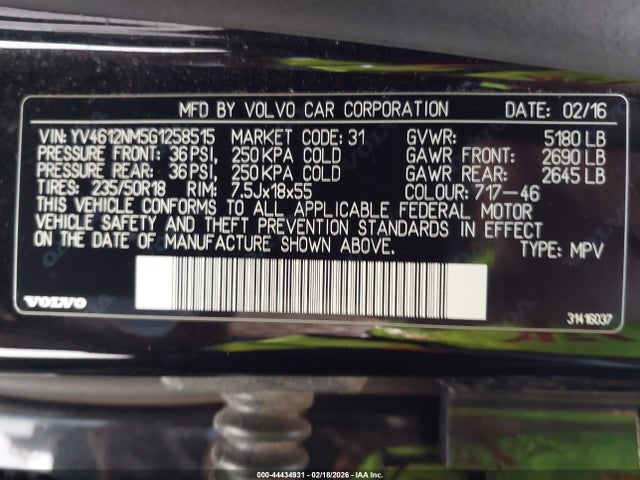 MFD BY VOLVO CAR CORPORATION DATE: 02/16
VIN: YV4612NM5G1258515 MARKET CODE: 31 GVWR: 5180 LB
PRESSURE FRONT: 36 PSI, 250 KPA COLD GAWR FRONT: 2690 LB
PRESSURE REAR: 36 PSI, 250 KPA COLD GAWR REAR: 2645 LB
TIRES: 235/50R18 RIM: 7,5Jx18x55 COLOUR: 717-46
THIS VEHICLE CONFORMS TO ALL APPLICABLE FEDERAL MOTOR
VEHICLE SAFETY AND THEFT PREVENTION STANDARDS IN EFFECT
ON THE DATE OF MANUFACTURE SHOWN ABOVE. TYPE: MPV
VOLVO 31416037
000-44434931 - 02/18/2026 - IAA Inc.